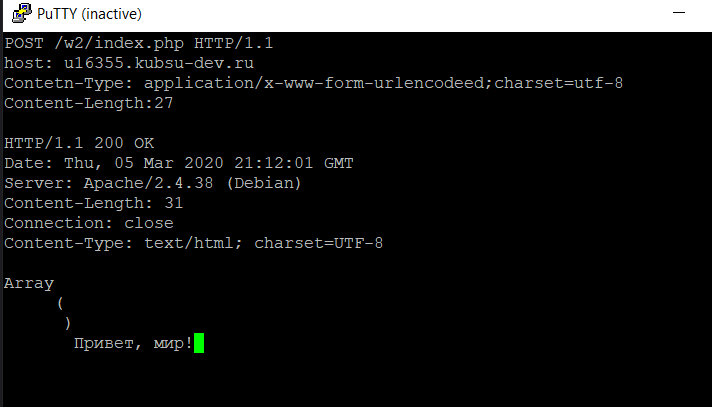 PuTTY (inactive)
POST /w2/index.php HTTP/1.1
host: u16355.kubsu-dev.ru
Contetn-Type: application/x-www-form-urlencodeed;charset=utf-8
Content-Length:27

HTTP/1.1 200 OK
Date: Thu, 05 Mar 2020 21:12:01 GMT
Server: Apache/2.4.38 (Debian)
Content-Length: 31
Connection: close
Content-Type: text/html; charset=UTF-8

Array
(
)
Привет, мир!